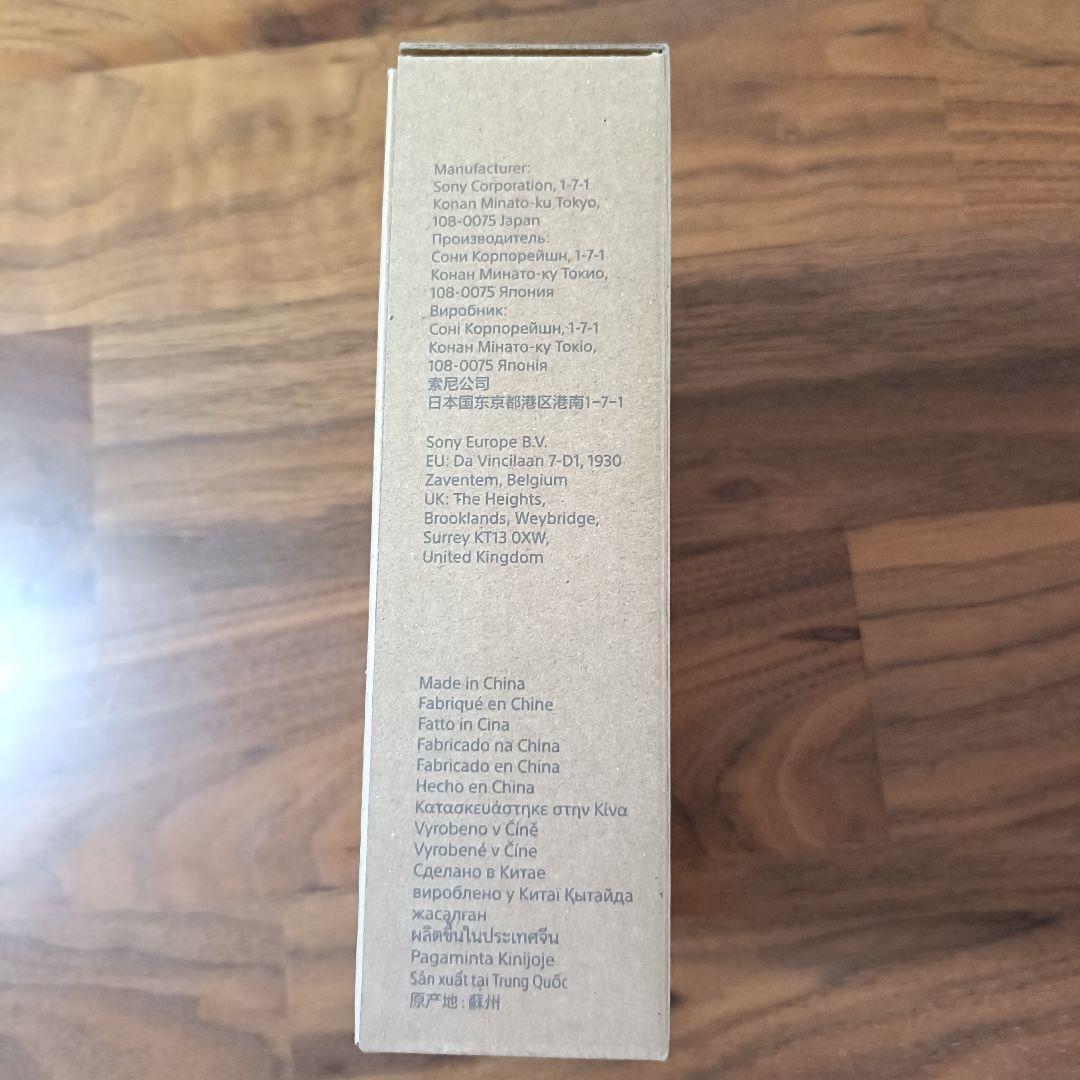 Manufacturer:
Sony Corporation, 1-7-1
Konan Minato-ku Tokyo,
108-0075 Japan
Производитель:
Сони Корпорейшн, 1-7-1
Конан Минато-ку Токио,
108-0075 Япония
Виробник:
Соні Корпорейшн, 1-7-1
Конан Мінато-ку Токіо,
108-0075 Японія
索尼公司
日本国东京都港区港南1-7-1
Sony Europe B.V.
EU: Da Vincilaan 7-D1, 1930
Zaventem, Belgium
UK: The Heights,
Brooklands, Weybridge,
Surrey KT13 0XW,
United Kingdom
Made in China
Fabriqué en Chine
Fatto in Cina
Fabricado na China
Fabricado en China
Hecho en China
Κατασκευάστηκε στην Κίνα
Vyrobeno v Číně
Vyrobené v Číne
Сделано в Китае
вироблено у Китаї Қытайда
жасалған
ผลิตขึ้นในประเทศจีน
Pagaminta Kinijoje
Sản xuất tại Trung Quốc
原产地 : 蘇州